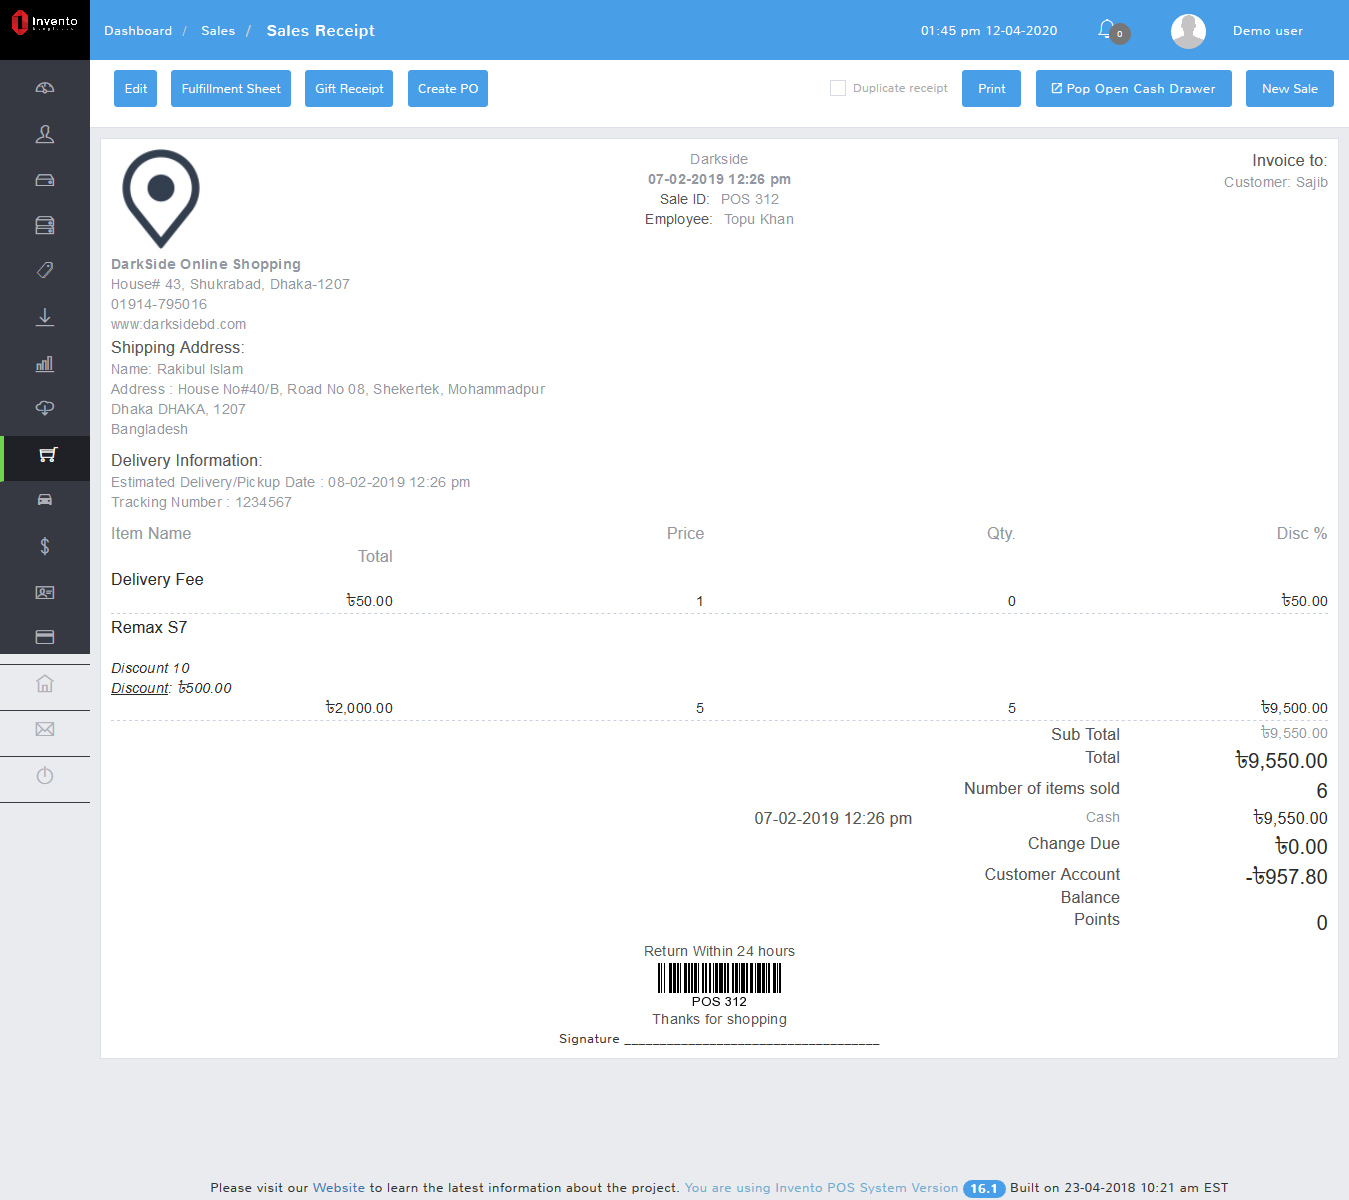 Invento
Dashboard / Sales / Sales Receipt
01:45 pm 12-04-2020
0
Demo user
Edit
Fulfillment Sheet
Gift Receipt
Create PO
Duplicate receipt
Print
Pop Open Cash Drawer
New Sale
Darkside
07-02-2019 12:26 pm
Sale ID: POS 312
Employee: Topu Khan
Invoice to:
Customer: Sajib
DarkSide Online Shopping
House# 43, Shukrabad, Dhaka-1207
01914-795016
www.darksidebd.com
Shipping Address:
Name: Rakibul Islam
Address : House No#40/B, Road No 08, Shekertek, Mohammadpur
Dhaka DHAKA, 1207
Bangladesh
Delivery Information:
Estimated Delivery/Pickup Date : 08-02-2019 12:26 pm
Tracking Number : 1234567
Item Name Price Qty. Disc %
Total
Delivery Fee
৳50.00 1 0 ৳50.00
Remax S7
Discount 10
Discount: ৳500.00
৳2,000.00 5 5 ৳9,500.00
Sub Total ৳9,550.00
Total ৳9,550.00
Number of items sold 6
07-02-2019 12:26 pm Cash ৳9,550.00
Change Due ৳0.00
Customer Account -৳957.80
Balance
Points 0
Return Within 24 hours
POS 312
Thanks for shopping
Signature ____________________________________
Please visit our Website to learn the latest information about the project. You are using Invento POS System Version 16.1 Built on 23-04-2018 10:21 am EST